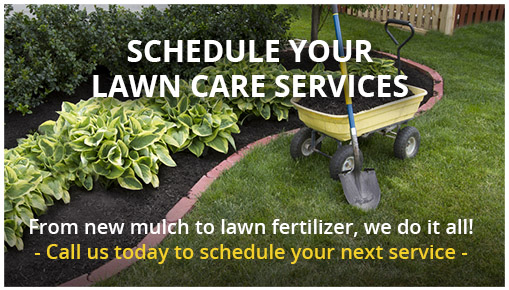 SCHEDULE YOUR
LAWN CARE SERVICES
From new mulch to lawn fertilizer, we do it all!
- Call us today to schedule your next service -